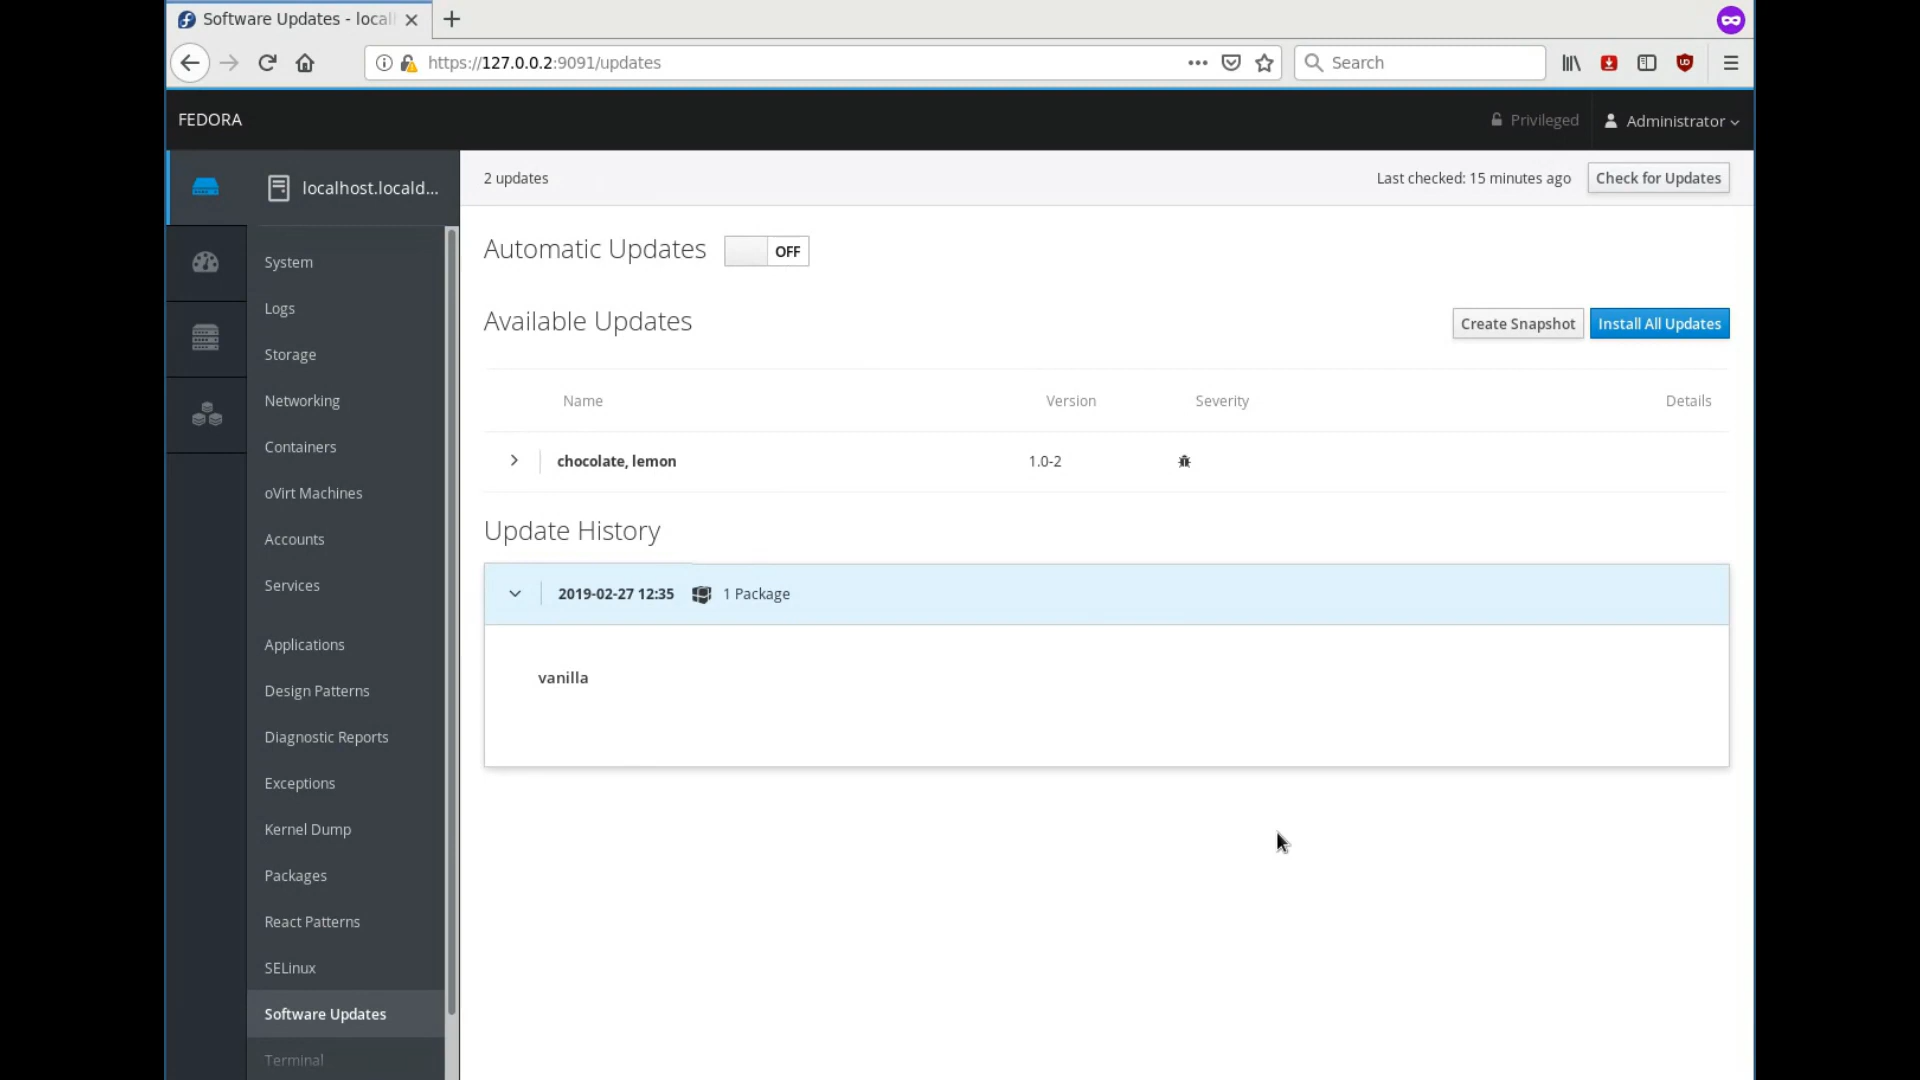 Software Updates - local
https://127.0.0.2:9091/updates
Search
FEDORA
Privileged
Administrator
localhost.locald...
2 updates
Last checked: 15 minutes ago
Check for Updates
System
Logs
Storage
Networking
Containers
oVirt Machines
Accounts
Services
Applications
Design Patterns
Diagnostic Reports
Exceptions
Kernel Dump
Packages
React Patterns
SELinux
Software Updates
Terminal
Automatic Updates OFF
Available Updates
Create Snapshot
Install All Updates
Name Version Severity Details
chocolate, lemon 1.0-2
Update History
2019-02-27 12:35 1 Package
vanilla